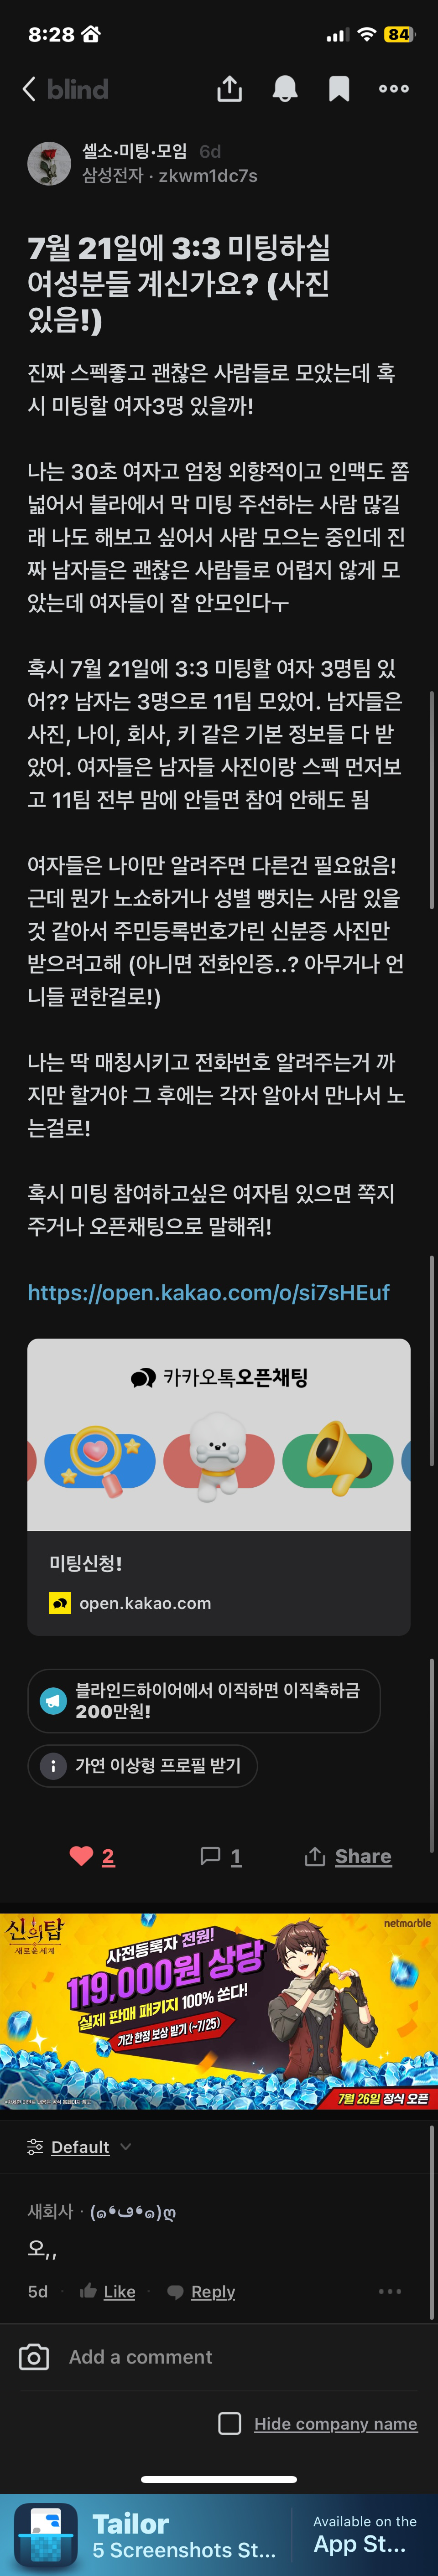 8:28
84
blind
셀소·미팅·모임 6d
삼성전자 · zkwm1dc7s
7월 21일에 3:3 미팅하실
여성분들 계신가요? (사진
있음!)
진짜 스펙좋고 괜찮은 사람들로 모았는데 혹
시 미팅할 여자3명 있을까!
나는 30초 여자고 엄청 외향적이고 인맥도 쫌
넓어서 블라에서 막 미팅 주선하는 사람 많길
래 나도 해보고 싶어서 사람 모으는 중인데 진
짜 남자들은 괜찮은 사람들로 어렵지 않게 모
았는데 여자들이 잘 안모인다ㅜ
혹시 7월 21일에 3:3 미팅할 여자 3명팀 있
어?? 남자는 3명으로 11팀 모았어. 남자들은
사진, 나이, 회사, 키 같은 기본 정보들 다 받
았어. 여자들은 남자들 사진이랑 스펙 먼저보
고 11팀 전부 맘에 안들면 참여 안해도 됨
여자들은 나이만 알려주면 다른건 필요없음!
근데 뭔가 노쇼하거나 성별 뻥치는 사람 있을
것 같아서 주민등록번호가린 신분증 사진만
받으려고해 (아니면 전화인증..? 아무거나 언
니들 편한걸로!)
나는 딱 매칭시키고 전화번호 알려주는거 까
지만 할거야 그 후에는 각자 알아서 만나서 노
는걸로!
혹시 미팅 참여하고싶은 여자팀 있으면 쪽지
주거나 오픈채팅으로 말해줘!
https://open.kakao.com/o/si7sHEuf
카카오톡오픈채팅
미팅신청!
open.kakao.com
블라인드하이어에서 이직하면 이직축하금
200만원!
가연 이상형 프로필 받기
2
1
Share
신의탑
새로운 세계
netmarble
사전등록자 전원!
119,000원 상당
실제 판매 패키지 100% 쏜다!
기간 한정 보상 받기 (~7/25)
7월 26일 정식 오픈
Default
새회사 · (๑❛ڡ❛๑)ღ
오,,
5d · Like · Reply
Add a comment
Hide company name
Tailor
5 Screenshots St...
Available on the
App St...